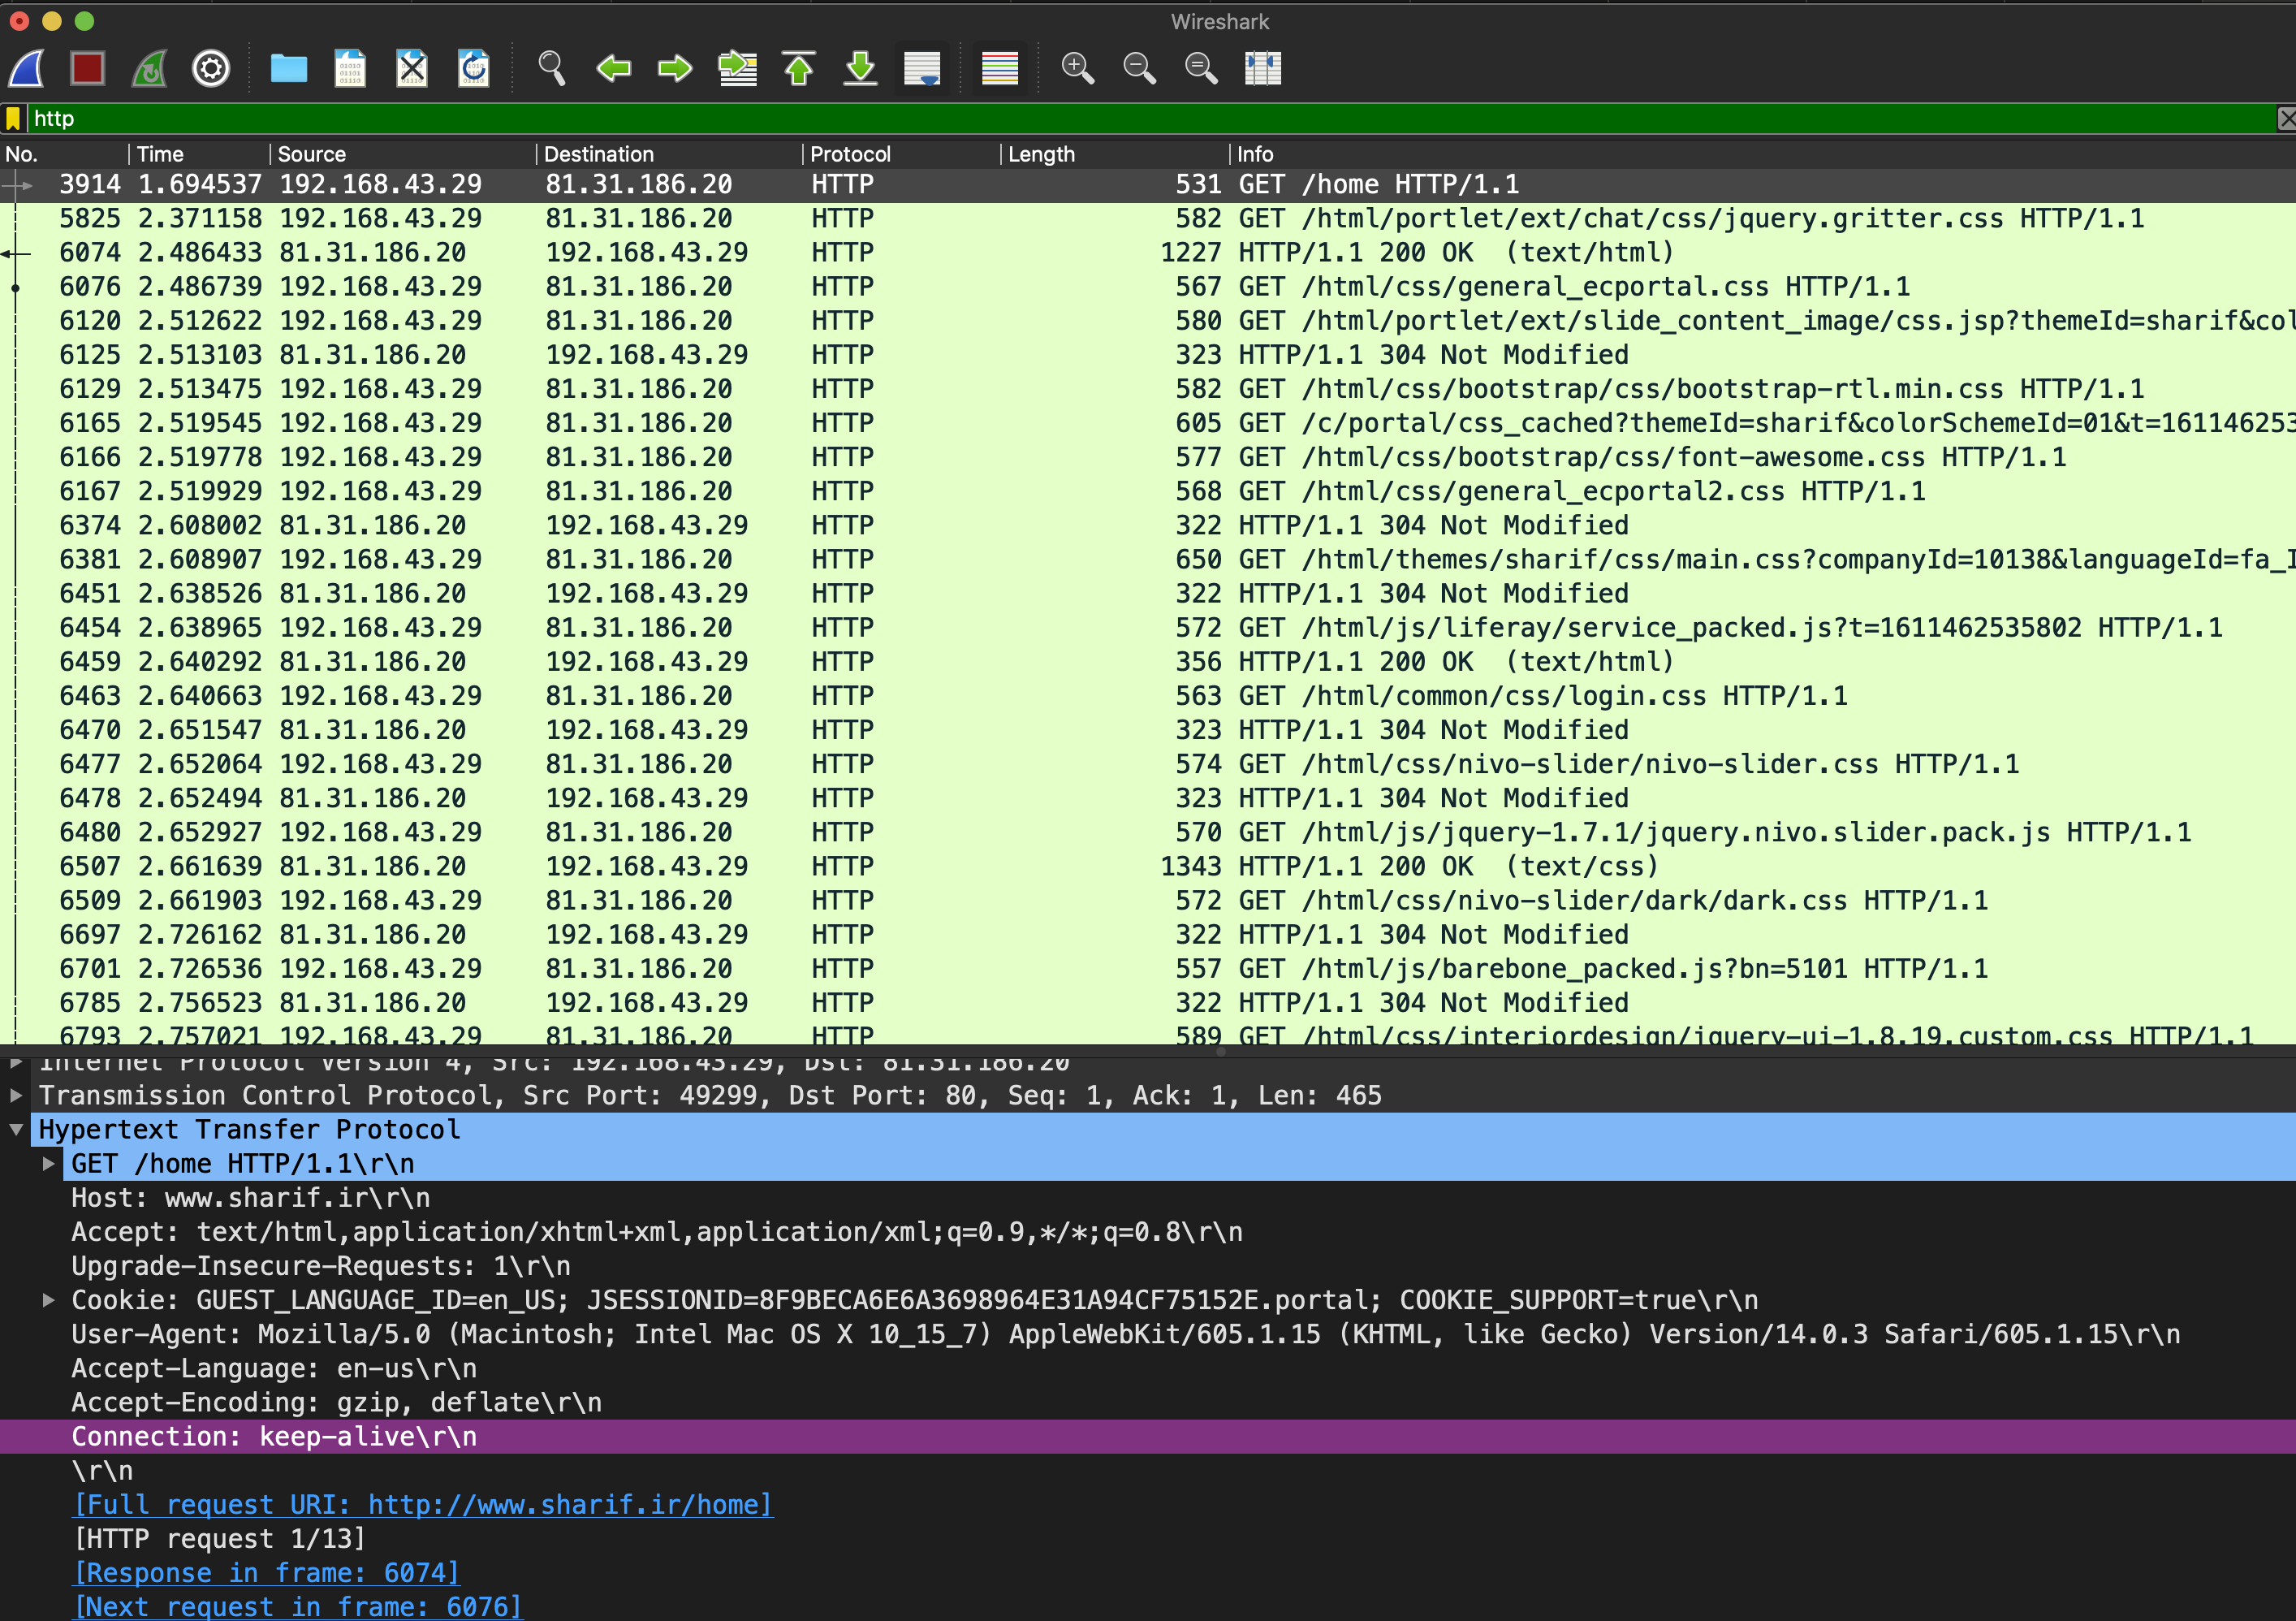 Wireshark
http
No. Time Source Destination Protocol Length Info
3914 1.694537 192.168.43.29 81.31.186.20 HTTP 531 GET /home HTTP/1.1
5825 2.371158 192.168.43.29 81.31.186.20 HTTP 582 GET /html/portlet/ext/chat/css/jquery.gritter.css HTTP/1.1
6074 2.486433 81.31.186.20 192.168.43.29 HTTP 1227 HTTP/1.1 200 OK (text/html)
6076 2.486739 192.168.43.29 81.31.186.20 HTTP 567 GET /html/css/general_ecportal.css HTTP/1.1
6120 2.512622 192.168.43.29 81.31.186.20 HTTP 580 GET /html/portlet/ext/slide_content_image/css.jsp?themeId=sharif&col
6125 2.513103 81.31.186.20 192.168.43.29 HTTP 323 HTTP/1.1 304 Not Modified
6129 2.513475 192.168.43.29 81.31.186.20 HTTP 582 GET /html/css/bootstrap/css/bootstrap-rtl.min.css HTTP/1.1
6165 2.519545 192.168.43.29 81.31.186.20 HTTP 605 GET /c/portal/css_cached?themeId=sharif&colorSchemeId=01&t=161146253
6166 2.519778 192.168.43.29 81.31.186.20 HTTP 577 GET /html/css/bootstrap/css/font-awesome.css HTTP/1.1
6167 2.519929 192.168.43.29 81.31.186.20 HTTP 568 GET /html/css/general_ecportal2.css HTTP/1.1
6374 2.608002 81.31.186.20 192.168.43.29 HTTP 322 HTTP/1.1 304 Not Modified
6381 2.608907 192.168.43.29 81.31.186.20 HTTP 650 GET /html/themes/sharif/css/main.css?companyId=10138&languageId=fa_I
6451 2.638526 81.31.186.20 192.168.43.29 HTTP 322 HTTP/1.1 304 Not Modified
6454 2.638965 192.168.43.29 81.31.186.20 HTTP 572 GET /html/js/liferay/service_packed.js?t=1611462535802 HTTP/1.1
6459 2.640292 81.31.186.20 192.168.43.29 HTTP 356 HTTP/1.1 200 OK (text/html)
6463 2.640663 192.168.43.29 81.31.186.20 HTTP 563 GET /html/common/css/login.css HTTP/1.1
6470 2.651547 81.31.186.20 192.168.43.29 HTTP 323 HTTP/1.1 304 Not Modified
6477 2.652064 192.168.43.29 81.31.186.20 HTTP 574 GET /html/css/nivo-slider/nivo-slider.css HTTP/1.1
6478 2.652494 81.31.186.20 192.168.43.29 HTTP 323 HTTP/1.1 304 Not Modified
6480 2.652927 192.168.43.29 81.31.186.20 HTTP 570 GET /html/js/jquery-1.7.1/jquery.nivo.slider.pack.js HTTP/1.1
6507 2.661639 81.31.186.20 192.168.43.29 HTTP 1343 HTTP/1.1 200 OK (text/css)
6509 2.661903 192.168.43.29 81.31.186.20 HTTP 572 GET /html/css/nivo-slider/dark/dark.css HTTP/1.1
6697 2.726162 81.31.186.20 192.168.43.29 HTTP 322 HTTP/1.1 304 Not Modified
6701 2.726536 192.168.43.29 81.31.186.20 HTTP 557 GET /html/js/barebone_packed.js?bn=5101 HTTP/1.1
6785 2.756523 81.31.186.20 192.168.43.29 HTTP 322 HTTP/1.1 304 Not Modified
6793 2.757021 192.168.43.29 81.31.186.20 HTTP 589 GET /html/css/interiordesign/jquery-ui-1.8.19.custom.css HTTP/1.1
Internet Protocol Version 4, Src: 192.168.43.29, Dst: 81.31.186.20
Transmission Control Protocol, Src Port: 49299, Dst Port: 80, Seq: 1, Ack: 1, Len: 465
Hypertext Transfer Protocol
GET /home HTTP/1.1\r\n
Host: www.sharif.ir\r\n
Accept: text/html,application/xhtml+xml,application/xml;q=0.9,*/*;q=0.8\r\n
Upgrade-Insecure-Requests: 1\r\n
Cookie: GUEST_LANGUAGE_ID=en_US; JSESSIONID=8F9BECA6E6A3698964E31A94CF75152E.portal; COOKIE_SUPPORT=true\r\n
User-Agent: Mozilla/5.0 (Macintosh; Intel Mac OS X 10_15_7) AppleWebKit/605.1.15 (KHTML, like Gecko) Version/14.0.3 Safari/605.1.15\r\n
Accept-Language: en-us\r\n
Accept-Encoding: gzip, deflate\r\n
Connection: keep-alive\r\n
\r\n
[Full request URI: http://www.sharif.ir/home]
[HTTP request 1/13]
[Response in frame: 6074]
[Next request in frame: 6076]